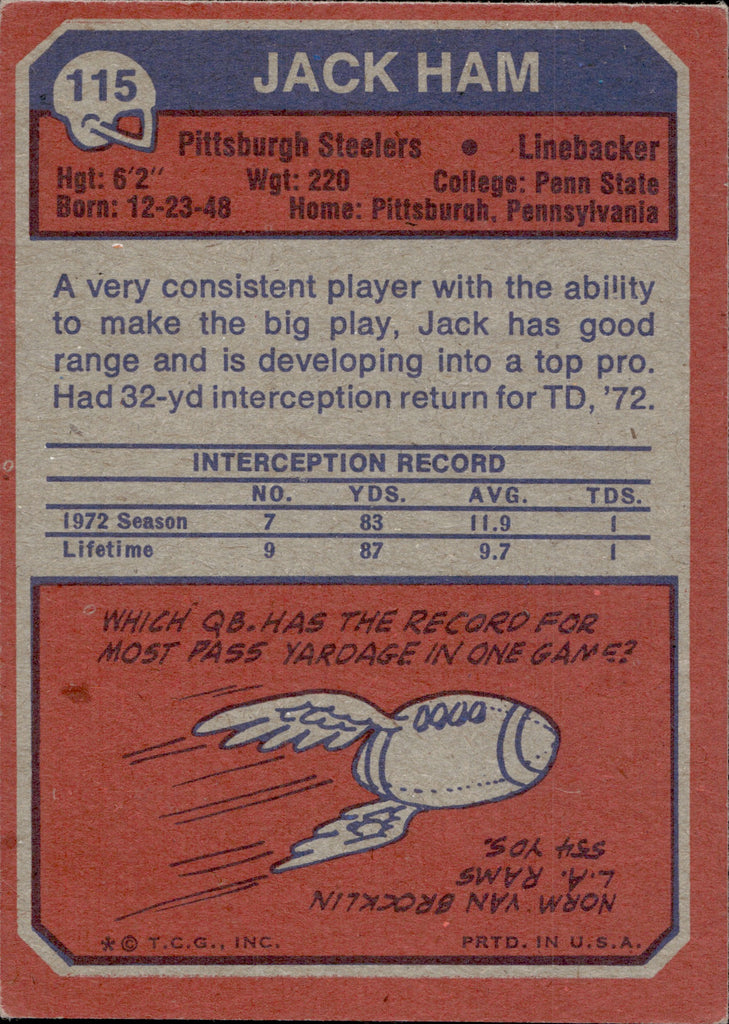 115
JACK HAM
Pittsburgh Steelers • Linebacker
Hgt: 6'2" Wgt: 220 College: Penn State
Born: 12-23-48 Home: Pittsburgh, Pennsylvania
A very consistent player with the ability
to make the big play, Jack has good
range and is developing into a top pro.
Had 32-yd interception return for TD, '72.
INTERCEPTION RECORD
NO. YDS. AVG. TDS.
1972 Season 7 83 11.9 1
Lifetime 9 87 9.7 1
WHICH QB. HAS THE RECORD FOR
MOST PASS YARDAGE IN ONE GAME?
NORM VAN BROCKLIN
L.A. RAMS
554 YDS.
* © T.C.G., INC. PRTD. IN U.S.A.